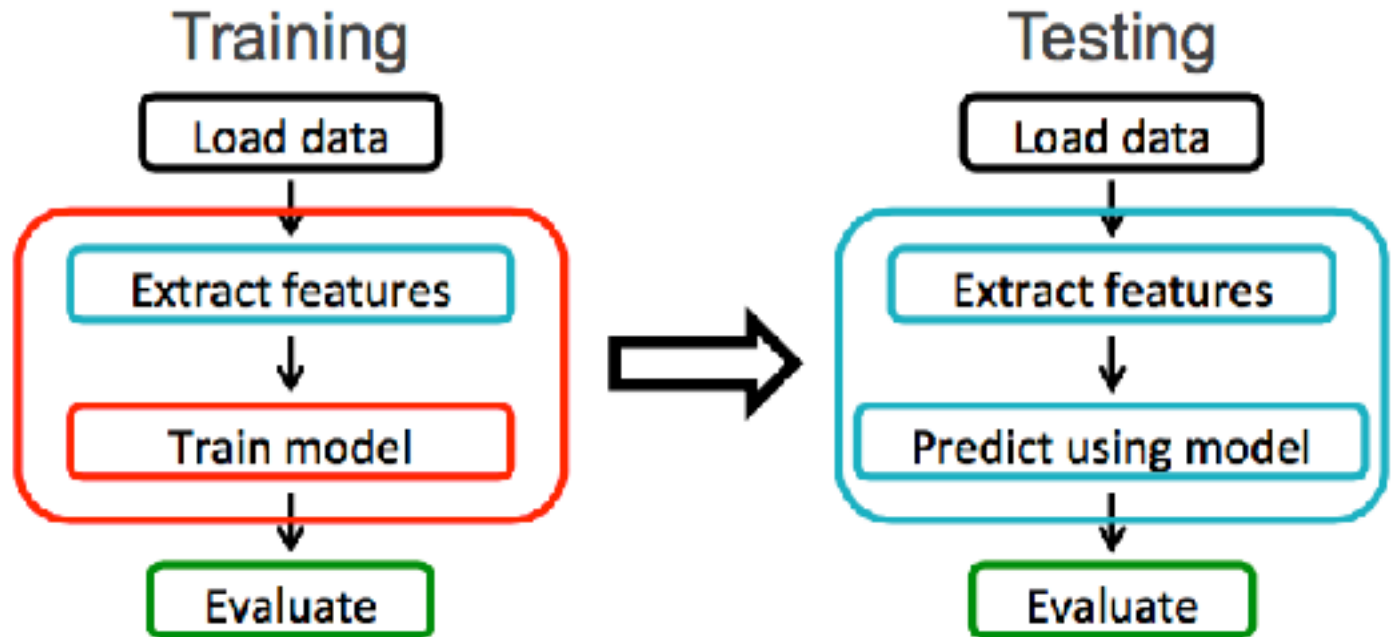 Training
Load data
Extract features
Train model
Evaluate
Testing
Load data
Extract features
Predict using model
Evaluate